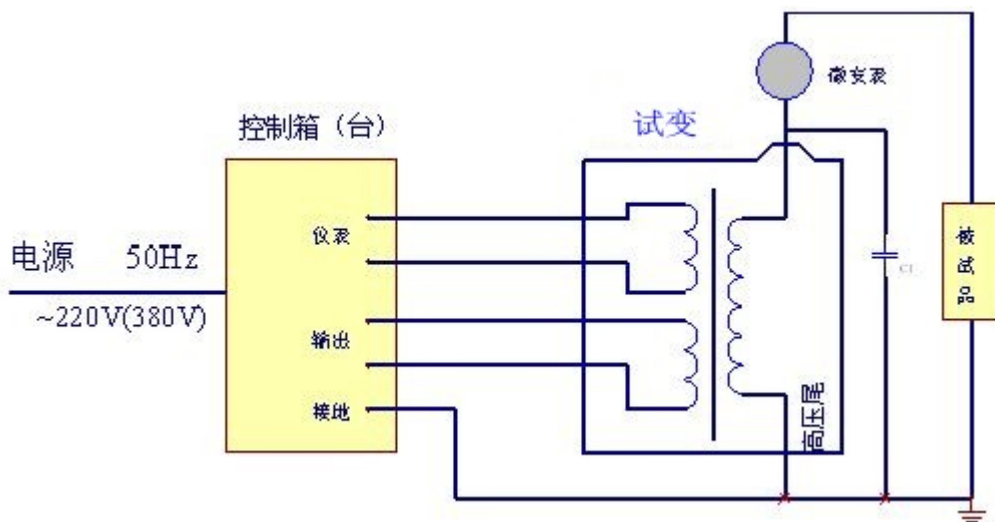 微安表
试变
控制箱（台）
仪表
电源 50Hz
~220V(380V)
输出
接地
高压尾
C1
被试品